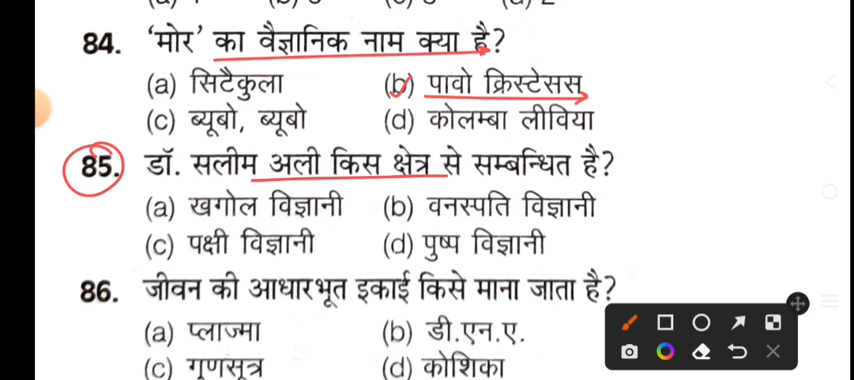 84. ‘मोर’ का वैज्ञानिक नाम क्या है?
(a) सिटैकुला (b) पावो क्रिस्टेसस
(c) ब्यूबो, ब्यूबो (d) कोलम्बा लीविया
85. डॉ. सलीम अली किस क्षेत्र से सम्बन्धित है?
(a) खगोल विज्ञानी (b) वनस्पति विज्ञानी
(c) पक्षी विज्ञानी (d) पुष्प विज्ञानी
86. जीवन की आधारभूत इकाई किसे माना जाता है?
(a) प्लाज्मा (b) डी.एन.ए.
(c) गुणसूत्र (d) कोशिका